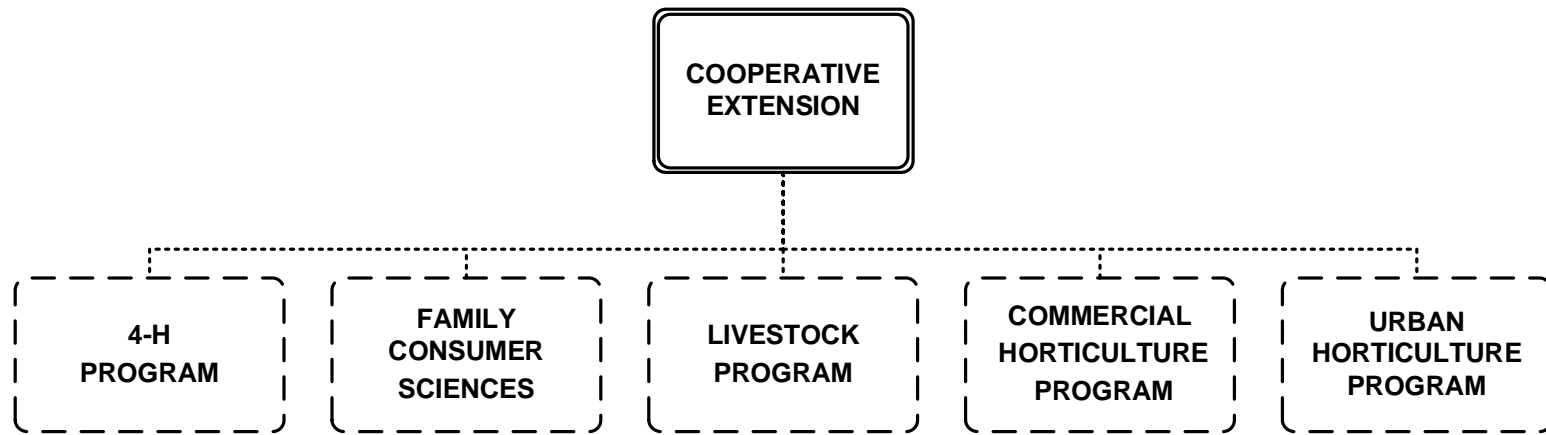 COOPERATIVE
EXTENSION
4-H
PROGRAM
FAMILY
CONSUMER
SCIENCES
LIVESTOCK
PROGRAM
COMMERCIAL
HORTICULTURE
PROGRAM
URBAN
HORTICULTURE
PROGRAM